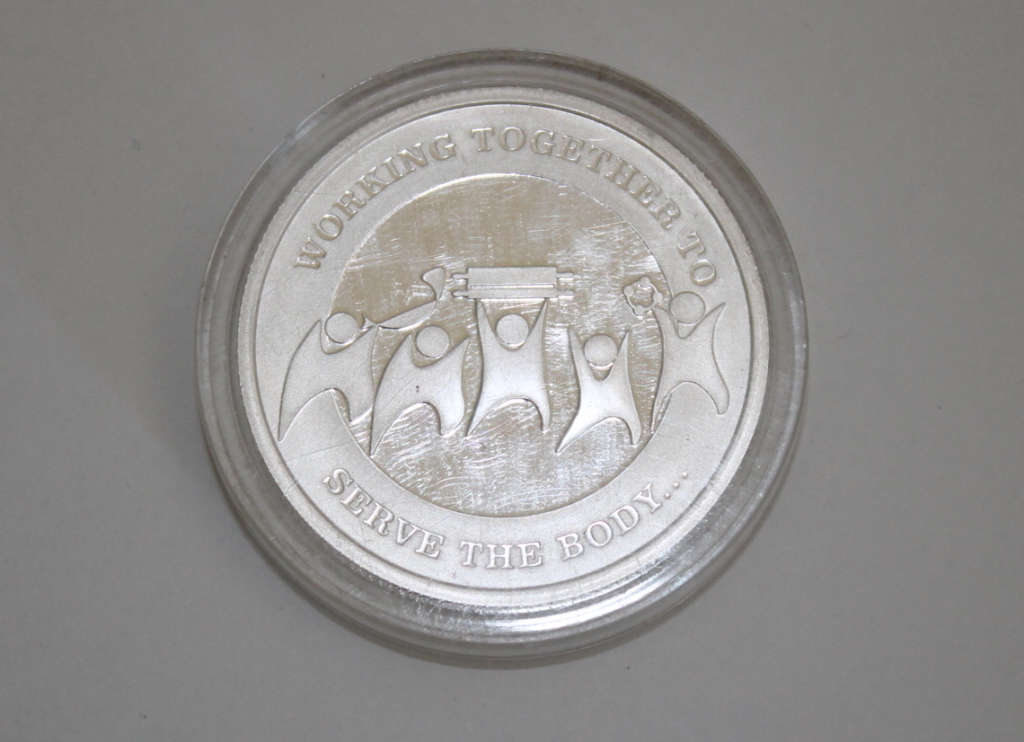 WORKING TOGETHER TO
SERVE THE BODY...